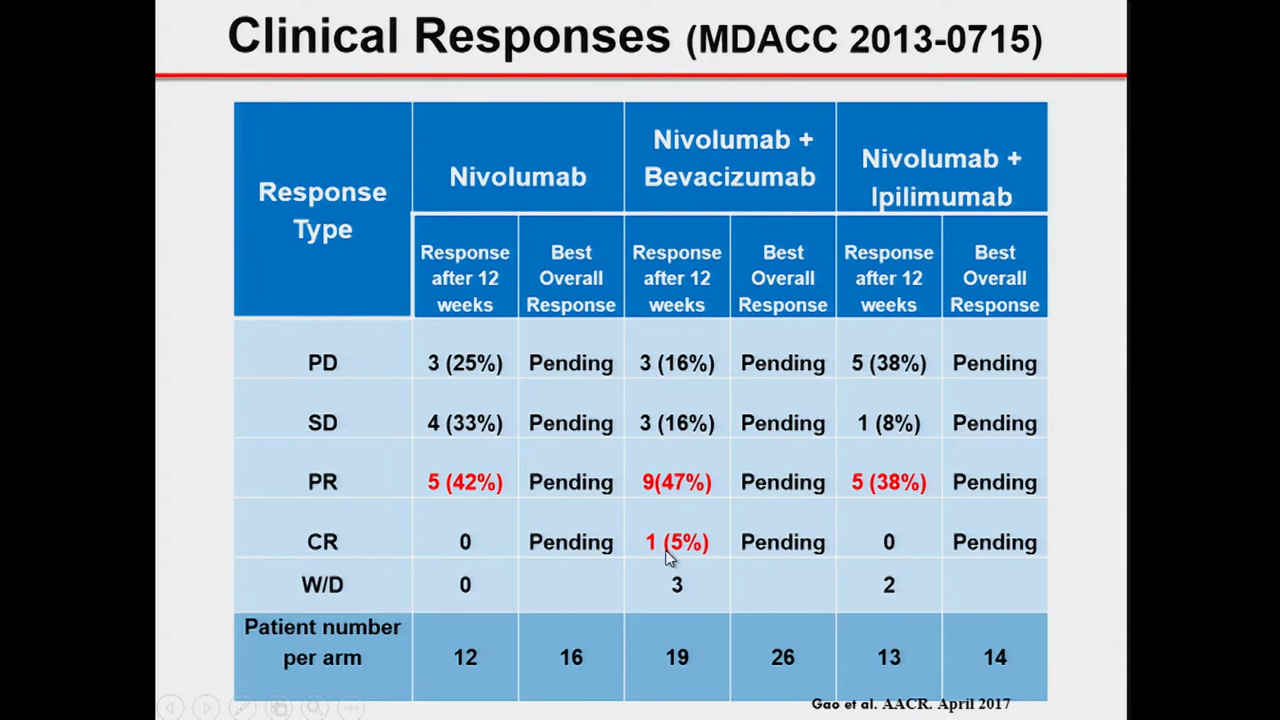 Clinical Responses (MDACC 2013-0715)
Response Type
Nivolumab
Nivolumab + Bevacizumab
Nivolumab + Ipilimumab
Response after 12 weeks
Best Overall Response
Response after 12 weeks
Best Overall Response
Response after 12 weeks
Best Overall Response
PD 3 (25%) Pending 3 (16%) Pending 5 (38%) Pending
SD 4 (33%) Pending 3 (16%) Pending 1 (8%) Pending
PR 5 (42%) Pending 9(47%) Pending 5 (38%) Pending
CR 0 Pending 1 (5%) Pending 0 Pending
W/D 0 3 2
Patient number per arm 12 16 19 26 13 14
Gao et al. AACR. April 2017